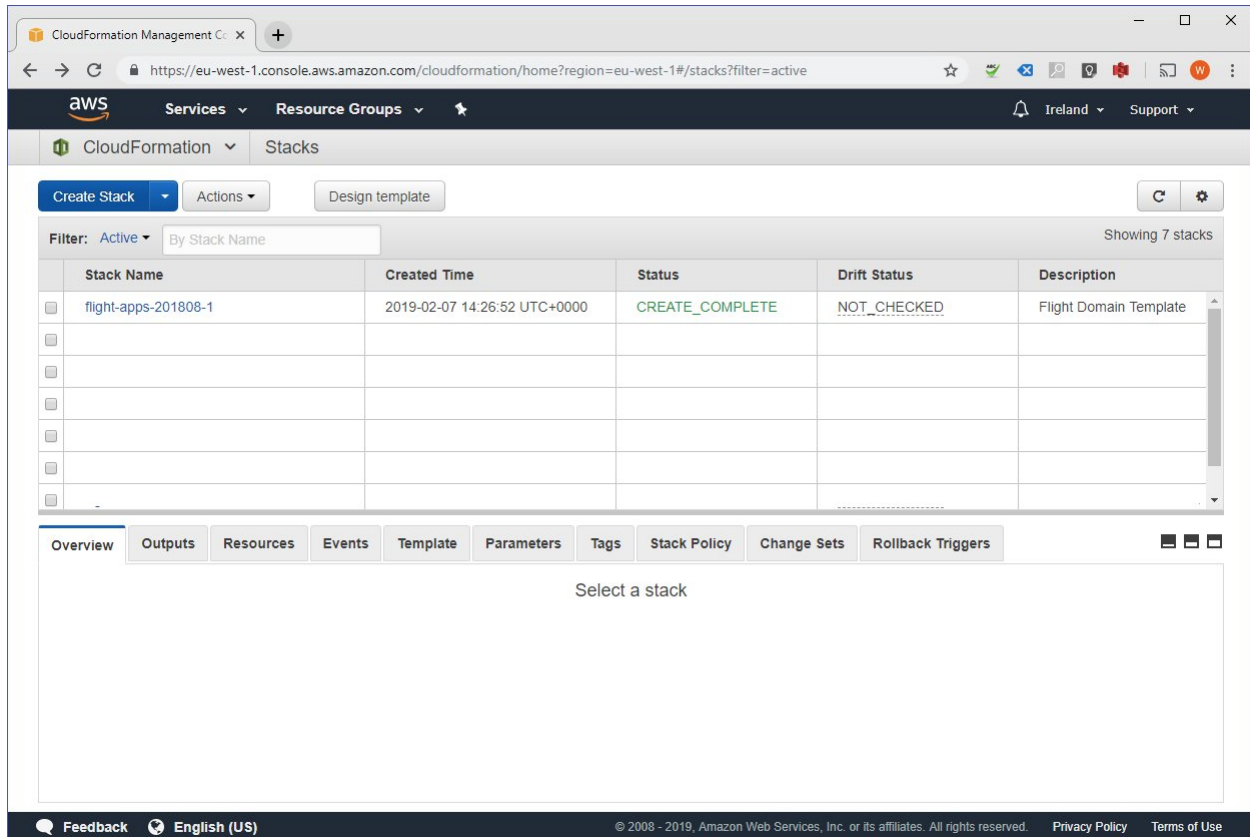 CloudFormation Management Co
https://eu-west-1.console.aws.amazon.com/cloudformation/home?region=eu-west-1#/stacks?filter=active
W
aws Services Resource Groups Ireland Support
CloudFormation Stacks
Create Stack Actions Design template
Filter: Active By Stack Name Showing 7 stacks
Stack Name Created Time Status Drift Status Description
flight-apps-201808-1 2019-02-07 14:26:52 UTC+0000 CREATE_COMPLETE NOT_CHECKED Flight Domain Template
Overview Outputs Resources Events Template Parameters Tags Stack Policy Change Sets Rollback Triggers
Select a stack
Feedback English (US) © 2008 - 2019, Amazon Web Services, Inc. or its affiliates. All rights reserved. Privacy Policy Terms of Use